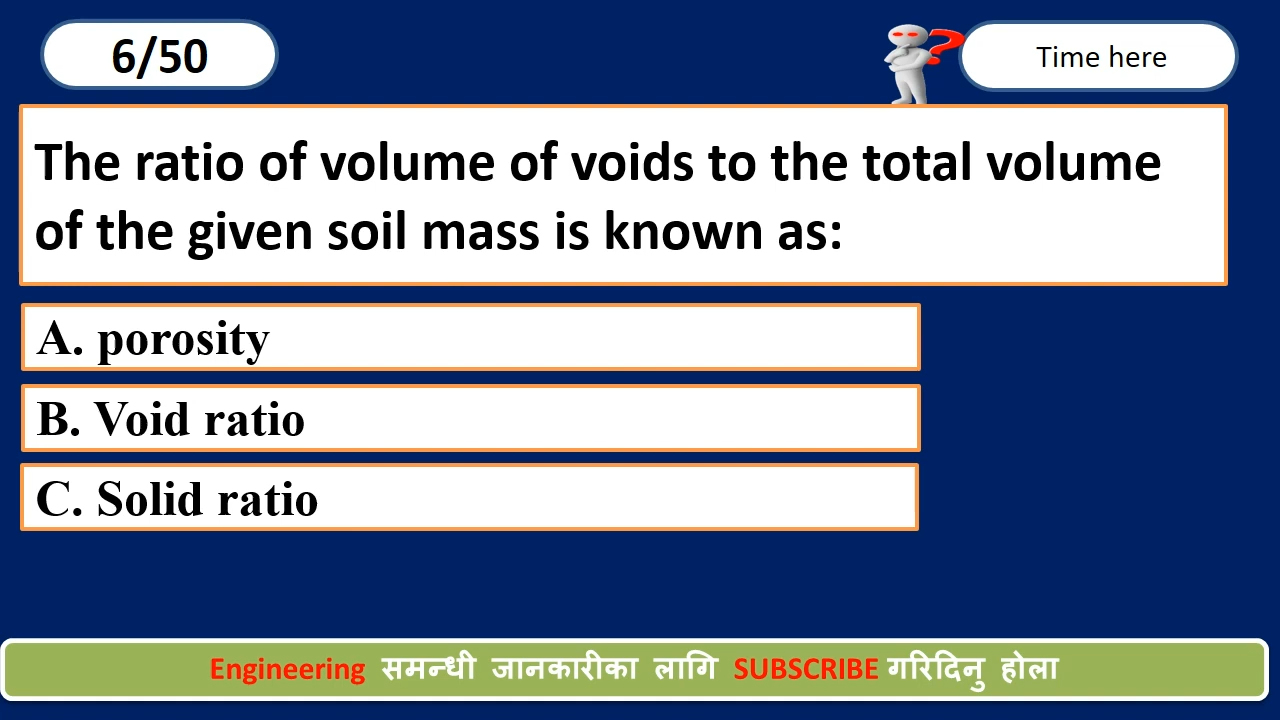 6/50
Time here
The ratio of volume of voids to the total volume
of the given soil mass is known as:
A. porosity
B. Void ratio
C. Solid ratio
Engineering समन्धी जानकारीका लागि SUBSCRIBE गरिदिनु होला